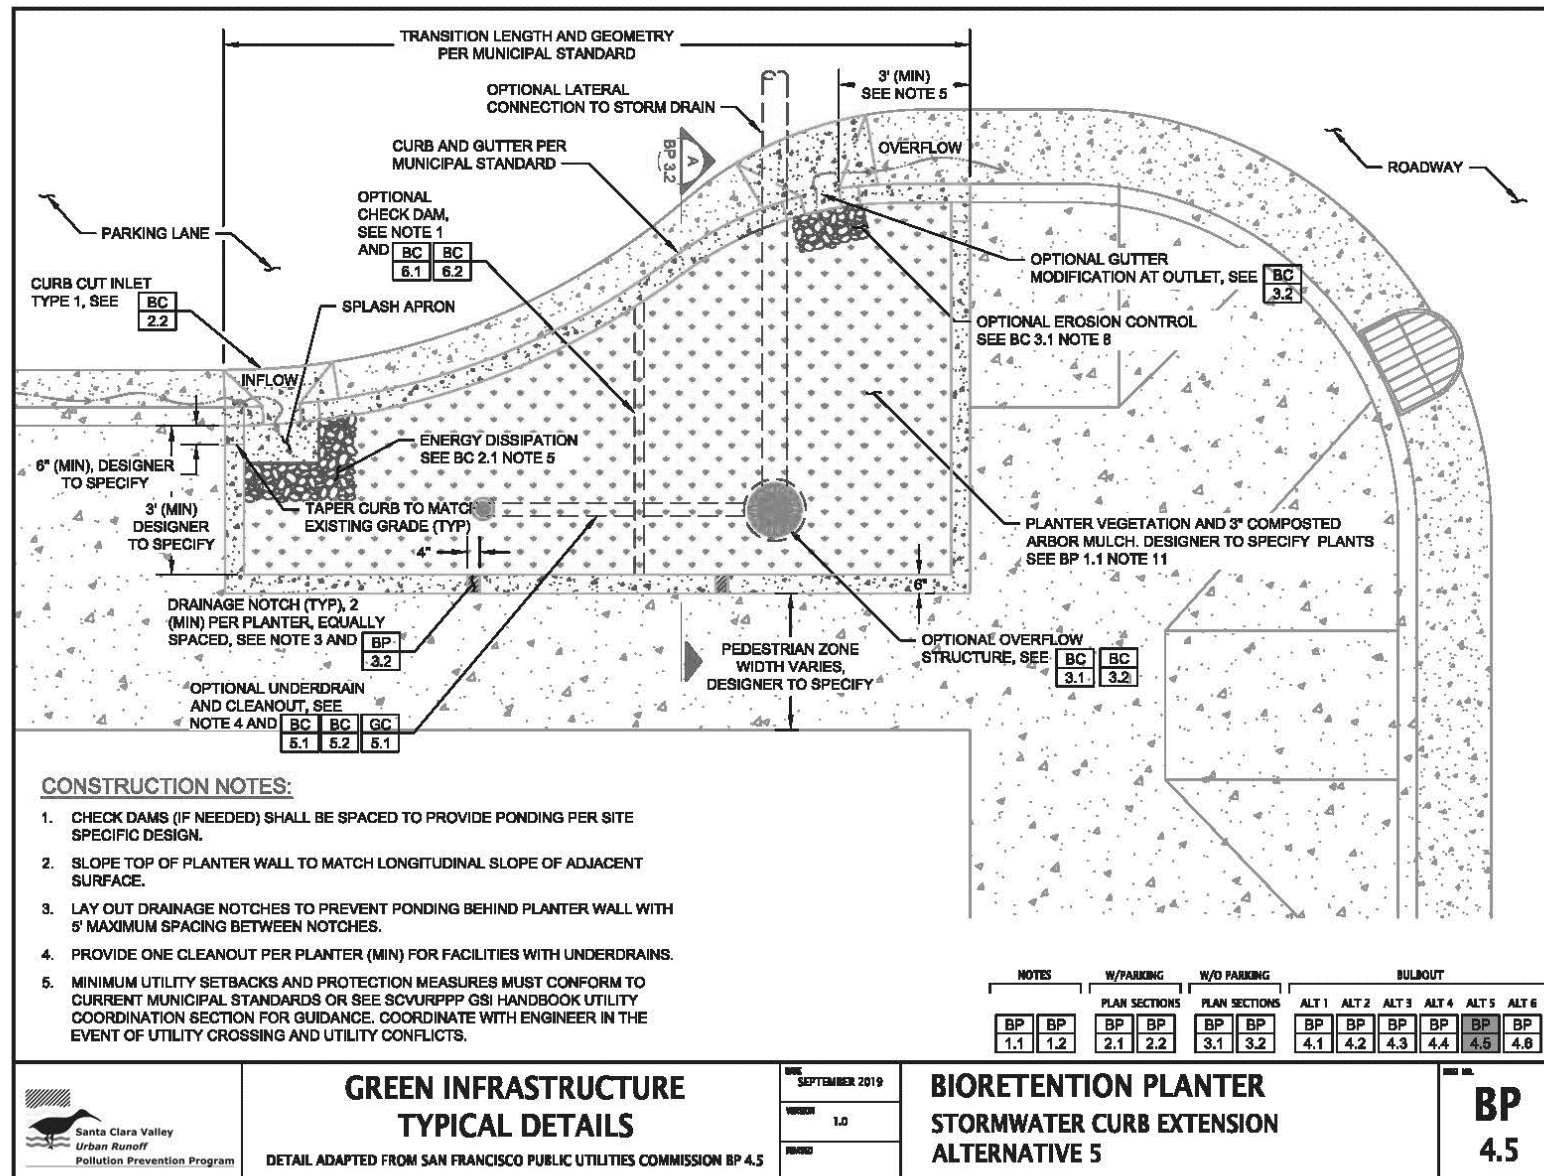 TRANSITION LENGTH AND GEOMETRY
PER MUNICIPAL STANDARD
3' (MIN)
SEE NOTE 5
OPTIONAL LATERAL
CONNECTION TO STORM DRAIN
CURB AND GUTTER PER
MUNICIPAL STANDARD
A
BP 3.2
OVERFLOW
ROADWAY
OPTIONAL
CHECK DAM,
SEE NOTE 1
AND BC BC
6.1 6.2
PARKING LANE
CURB CUT INLET
TYPE 1, SEE BC
2.2
SPLASH APRON
INFLOW
OPTIONAL GUTTER
MODIFICATION AT OUTLET, SEE BC
3.2
OPTIONAL EROSION CONTROL
SEE BC 3.1 NOTE 8
ENERGY DISSIPATION
SEE BC 2.1 NOTE 5
6" (MIN), DESIGNER
TO SPECIFY
3' (MIN)
DESIGNER
TO SPECIFY
TAPER CURB TO MATCH
EXISTING GRADE (TYP)
4"
PLANTER VEGETATION AND 3" COMPOSTED
ARBOR MULCH. DESIGNER TO SPECIFY PLANTS
SEE BP 1.1 NOTE 11
6"
DRAINAGE NOTCH (TYP), 2
(MIN) PER PLANTER, EQUALLY
SPACED, SEE NOTE 3 AND BP
3.2
PEDESTRIAN ZONE
WIDTH VARIES,
DESIGNER TO SPECIFY
OPTIONAL OVERFLOW
STRUCTURE, SEE BC BC
3.1 3.2
OPTIONAL UNDERDRAIN
AND CLEANOUT, SEE
NOTE 4 AND BC BC GC
5.1 5.2 5.1
CONSTRUCTION NOTES:
1. CHECK DAMS (IF NEEDED) SHALL BE SPACED TO PROVIDE PONDING PER SITE
SPECIFIC DESIGN.
2. SLOPE TOP OF PLANTER WALL TO MATCH LONGITUDINAL SLOPE OF ADJACENT
SURFACE.
3. LAY OUT DRAINAGE NOTCHES TO PREVENT PONDING BEHIND PLANTER WALL WITH
5' MAXIMUM SPACING BETWEEN NOTCHES.
4. PROVIDE ONE CLEANOUT PER PLANTER (MIN) FOR FACILITIES WITH UNDERDRAINS.
5. MINIMUM UTILITY SETBACKS AND PROTECTION MEASURES MUST CONFORM TO
CURRENT MUNICIPAL STANDARDS OR SEE SCVURPPP GSI HANDBOOK UTILITY
COORDINATION SECTION FOR GUIDANCE. COORDINATE WITH ENGINEER IN THE
EVENT OF UTILITY CROSSING AND UTILITY CONFLICTS.
NOTES W/PARKING W/O PARKING BULBOUT
PLAN SECTIONS PLAN SECTIONS ALT 1 ALT 2 ALT 3 ALT 4 ALT 5 ALT 6
BP BP BP BP BP BP BP BP BP BP BP BP
1.1 1.2 2.1 2.2 3.1 3.2 4.1 4.2 4.3 4.4 4.5 4.6
Santa Clara Valley
Urban Runoff
Pollution Prevention Program
GREEN INFRASTRUCTURE
TYPICAL DETAILS
DETAIL ADAPTED FROM SAN FRANCISCO PUBLIC UTILITIES COMMISSION BP 4.5
DATE
SEPTEMBER 2019
VERSION
1.0
REVISED
BIORETENTION PLANTER
STORMWATER CURB EXTENSION
ALTERNATIVE 5
BP
4.5